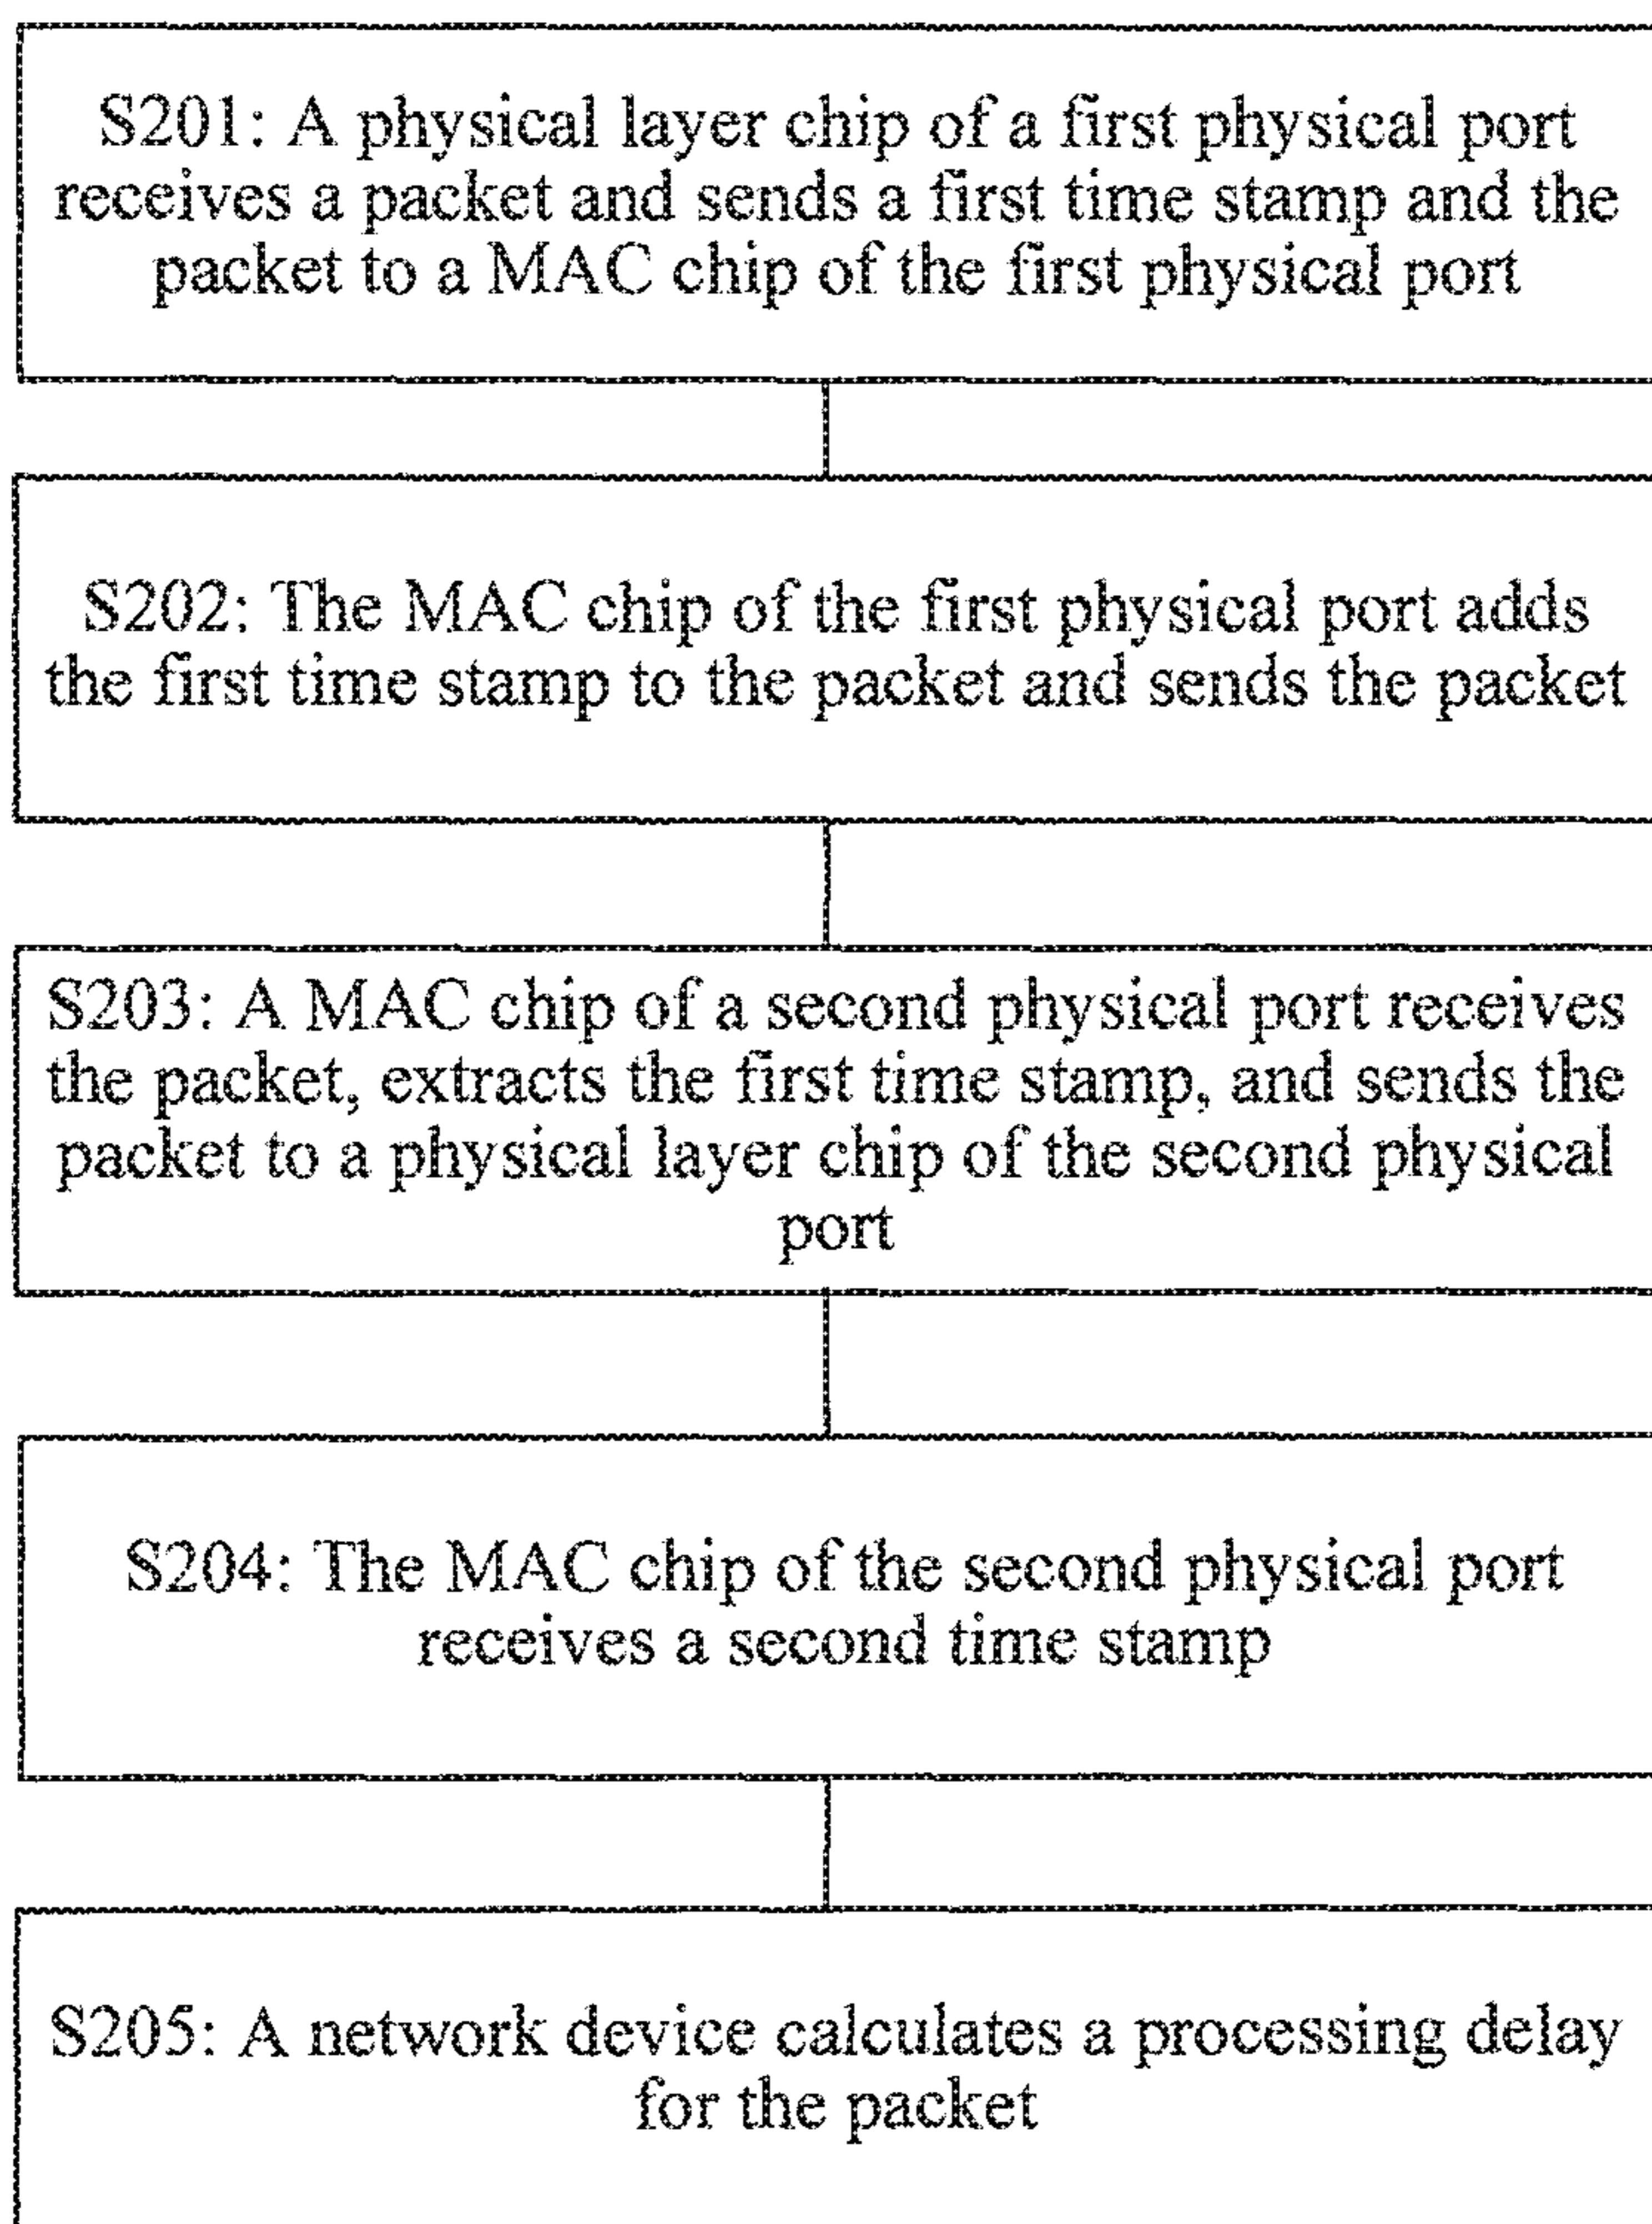 S201: A physical layer chip of a first physical port
receives a packet and sends a first time stamp and the
packet to a MAC chip of the first physical port
S202: The MAC chip of the first physical port adds
the first time stamp to the packet and sends the packet
S203: A MAC chip of a second physical port receives
the packet, extracts the first time stamp, and sends the
packet to a physical layer chip of the second physical
port
S204: The MAC chip of the second physical port
receives a second time stamp
S205: A network device calculates a processing delay
for the packet